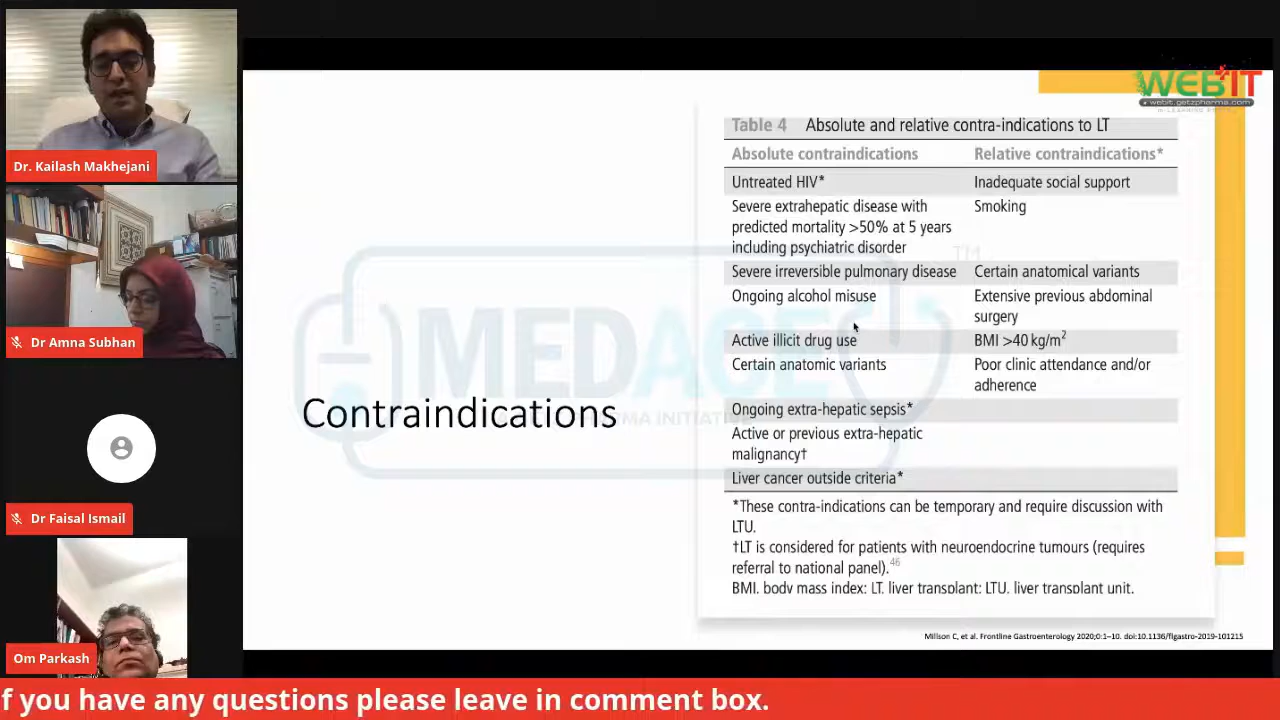 Dr. Kailash Makhejani
Dr Amna Subhan
Dr Faisal Ismail
Om Parkash
WEBIT
webit.getzpharma.com
MEDACE
TM
Contraindications
Table 4 Absolute and relative contra-indications to LT
Absolute contraindications Relative contraindications*
Untreated HIV* Inadequate social support
Severe extrahepatic disease with Smoking
predicted mortality >50% at 5 years
including psychiatric disorder
Severe irreversible pulmonary disease Certain anatomical variants
Ongoing alcohol misuse Extensive previous abdominal
surgery
Active illicit drug use BMI >40 kg/m²
Certain anatomic variants Poor clinic attendance and/or
adherence
Ongoing extra-hepatic sepsis*
Active or previous extra-hepatic
malignancy†
Liver cancer outside criteria*
*These contra-indications can be temporary and require discussion with
LTU.
†LT is considered for patients with neuroendocrine tumours (requires
referral to national panel).46
BMI, body mass index; LT, liver transplant; LTU, liver transplant unit.
Millson C, et al. Frontline Gastroenterology 2020;0:1–10. doi:10.1136/flgastro-2019-101215
f you have any questions please leave in comment box.